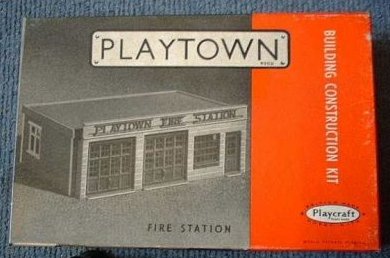 PLAYTOWN
PLAYTOWN FIRE STATION
FIRE STATION
BUILDING CONSTRUCTION KIT
Playcraft